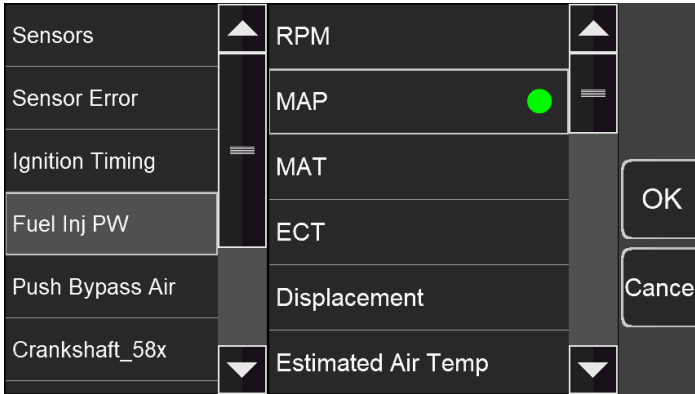 Sensors
Sensor Error
Ignition Timing
Fuel Inj PW
Push Bypass Air
Crankshaft_58x
RPM
MAP
MAT
ECT
Displacement
Estimated Air Temp
OK
Cance